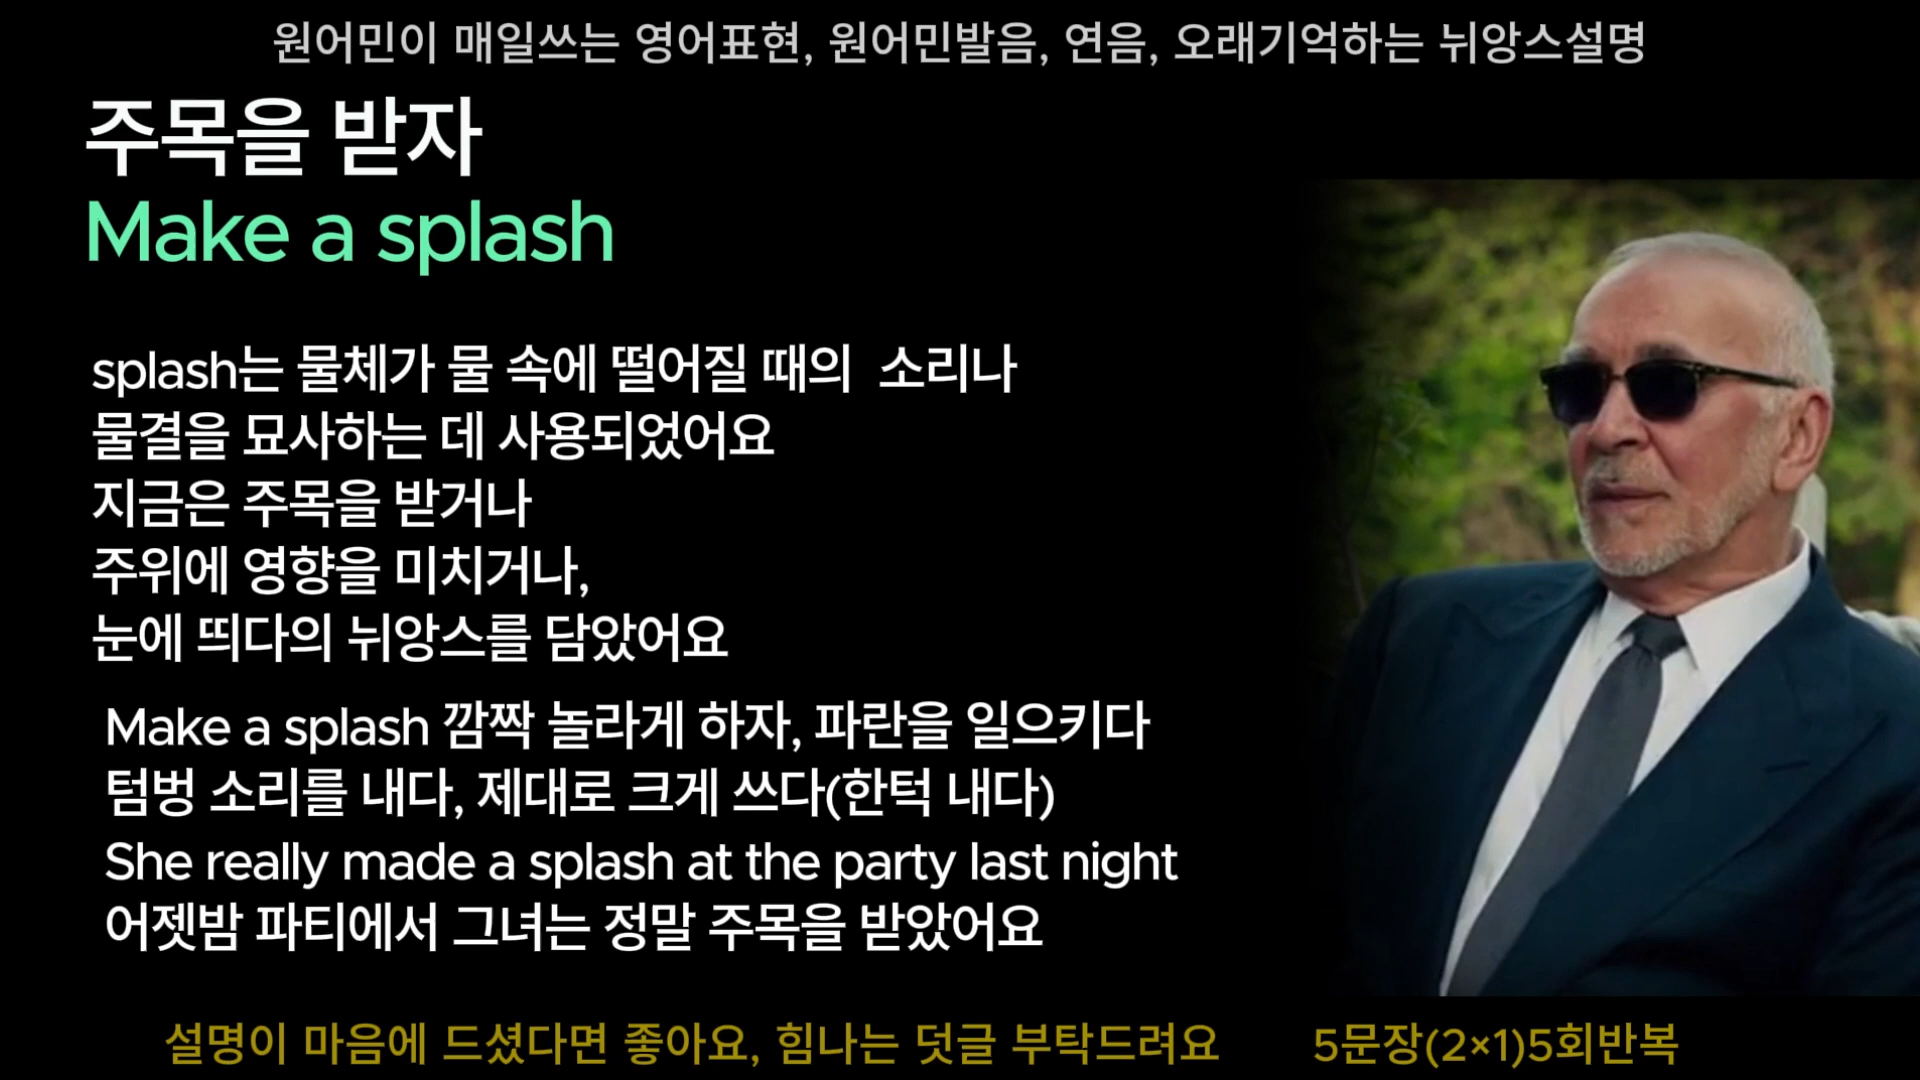 원어민이 매일쓰는 영어표현, 원어민발음, 연음, 오래기억하는 뉘앙스설명
주목을 받자
Make a splash
splash는 물체가 물 속에 떨어질 때의 소리나
물결을 묘사하는 데 사용되었어요
지금은 주목을 받거나
주위에 영향을 미치거나,
눈에 띄다의 뉘앙스를 담았어요
Make a splash 깜짝 놀라게 하자, 파란을 일으키다
텀벙 소리를 내다, 제대로 크게 쓰다(한턱 내다)
She really made a splash at the party last night
어젯밤 파티에서 그녀는 정말 주목을 받았어요
설명이 마음에 드셨다면 좋아요, 힘나는 덧글 부탁드려요 5문장(2×1)5회반복